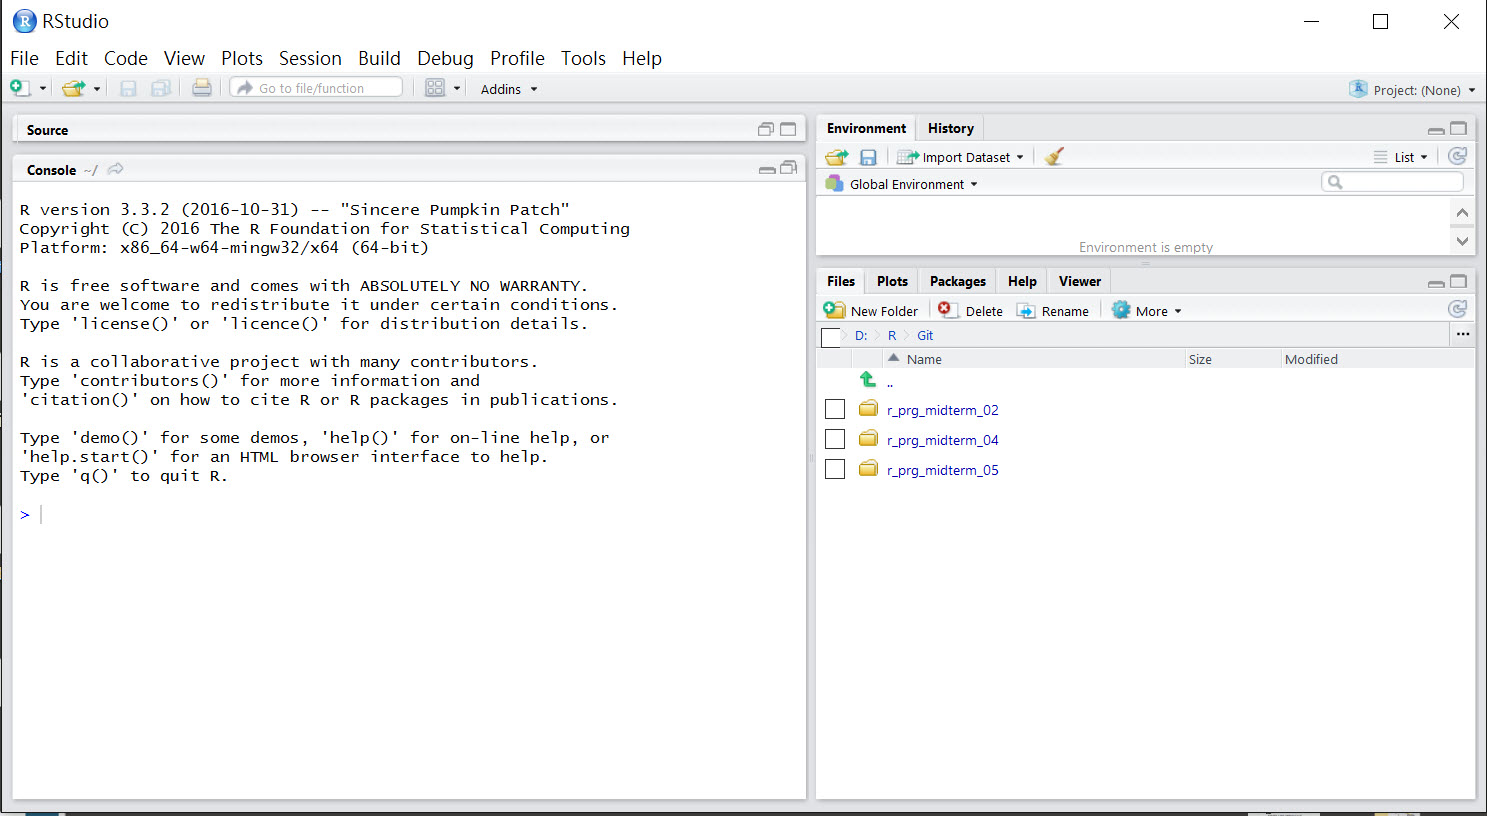 RStudio
File Edit Code View Plots Session Build Debug Profile Tools Help
Go to file/function Addins Project: (None)
Source
Console ~/
R version 3.3.2 (2016-10-31) -- "Sincere Pumpkin Patch"
Copyright (C) 2016 The R Foundation for Statistical Computing
Platform: x86_64-w64-mingw32/x64 (64-bit)
R is free software and comes with ABSOLUTELY NO WARRANTY.
You are welcome to redistribute it under certain conditions.
Type 'license()' or 'licence()' for distribution details.
R is a collaborative project with many contributors.
Type 'contributors()' for more information and
'citation()' on how to cite R or R packages in publications.
Type 'demo()' for some demos, 'help()' for on-line help, or
'help.start()' for an HTML browser interface to help.
Type 'q()' to quit R.
>
Environment History
Import Dataset List
Global Environment
Environment is empty
Files Plots Packages Help Viewer
New Folder Delete Rename More
D: R Git ...
Name Size Modified
..
r_prg_midterm_02
r_prg_midterm_04
r_prg_midterm_05